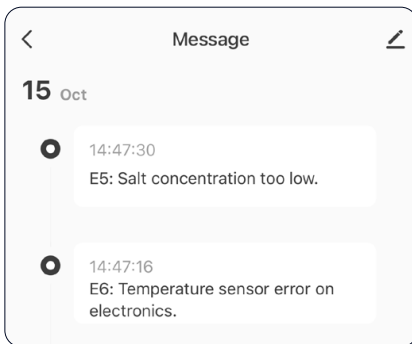 Message
15 Oct
14:47:30
E5: Salt concentration too low.
14:47:16
E6: Temperature sensor error on
electronics.